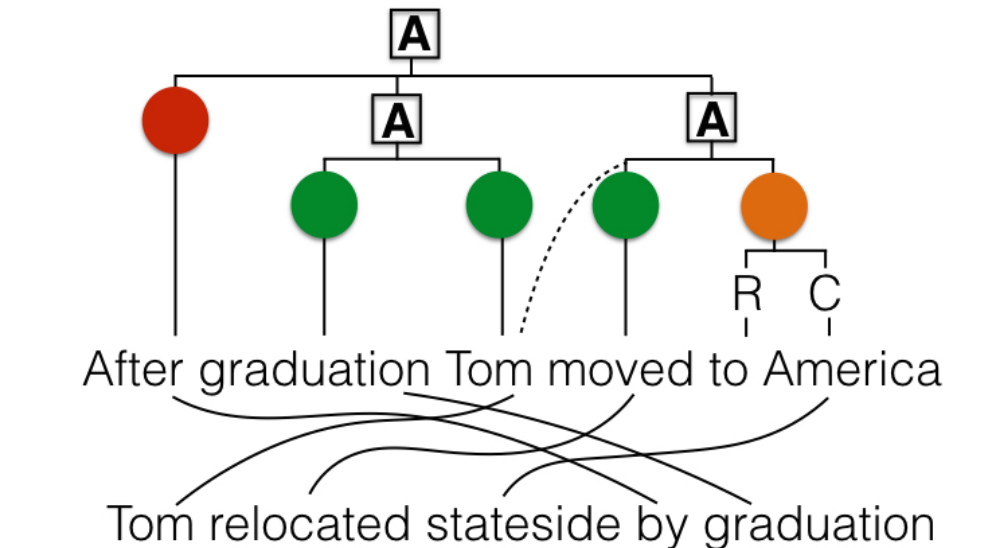 A
A A
R C
After graduation Tom moved to America
Tom relocated stateside by graduation